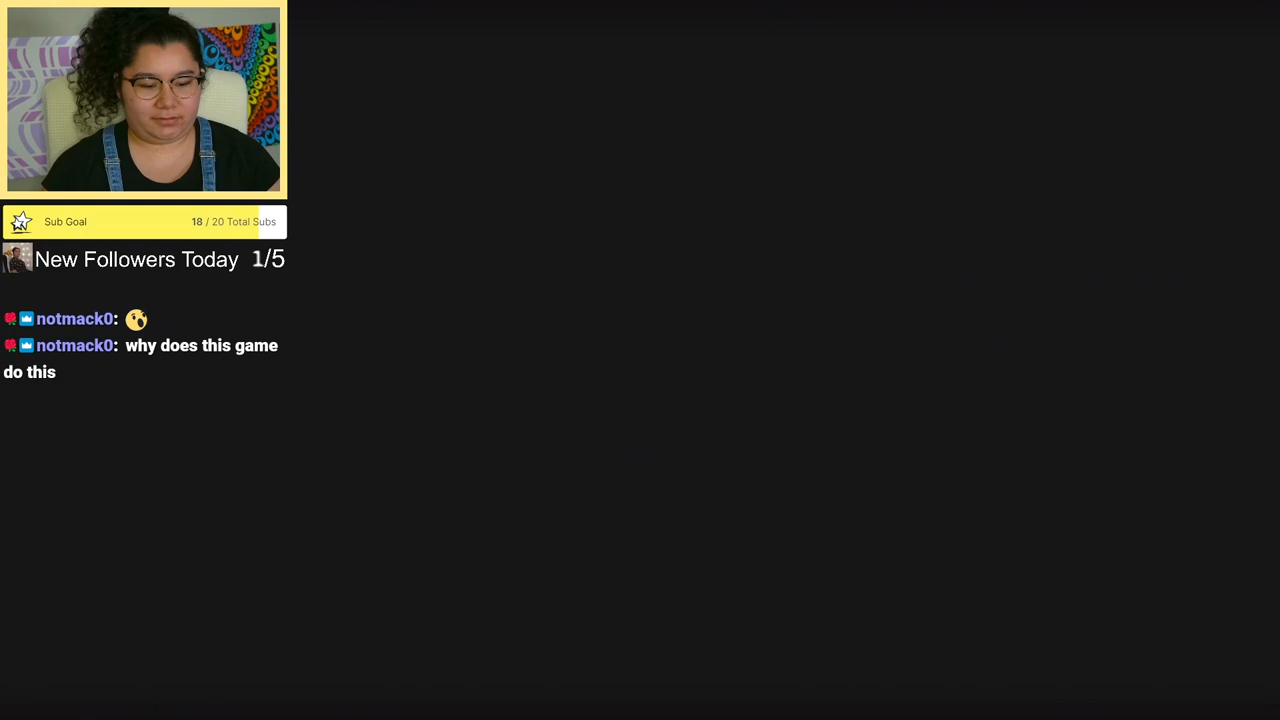 Sub Goal 18 / 20 Total Subs
New Followers Today 1/5
notmack0:
notmack0: why does this game
do this